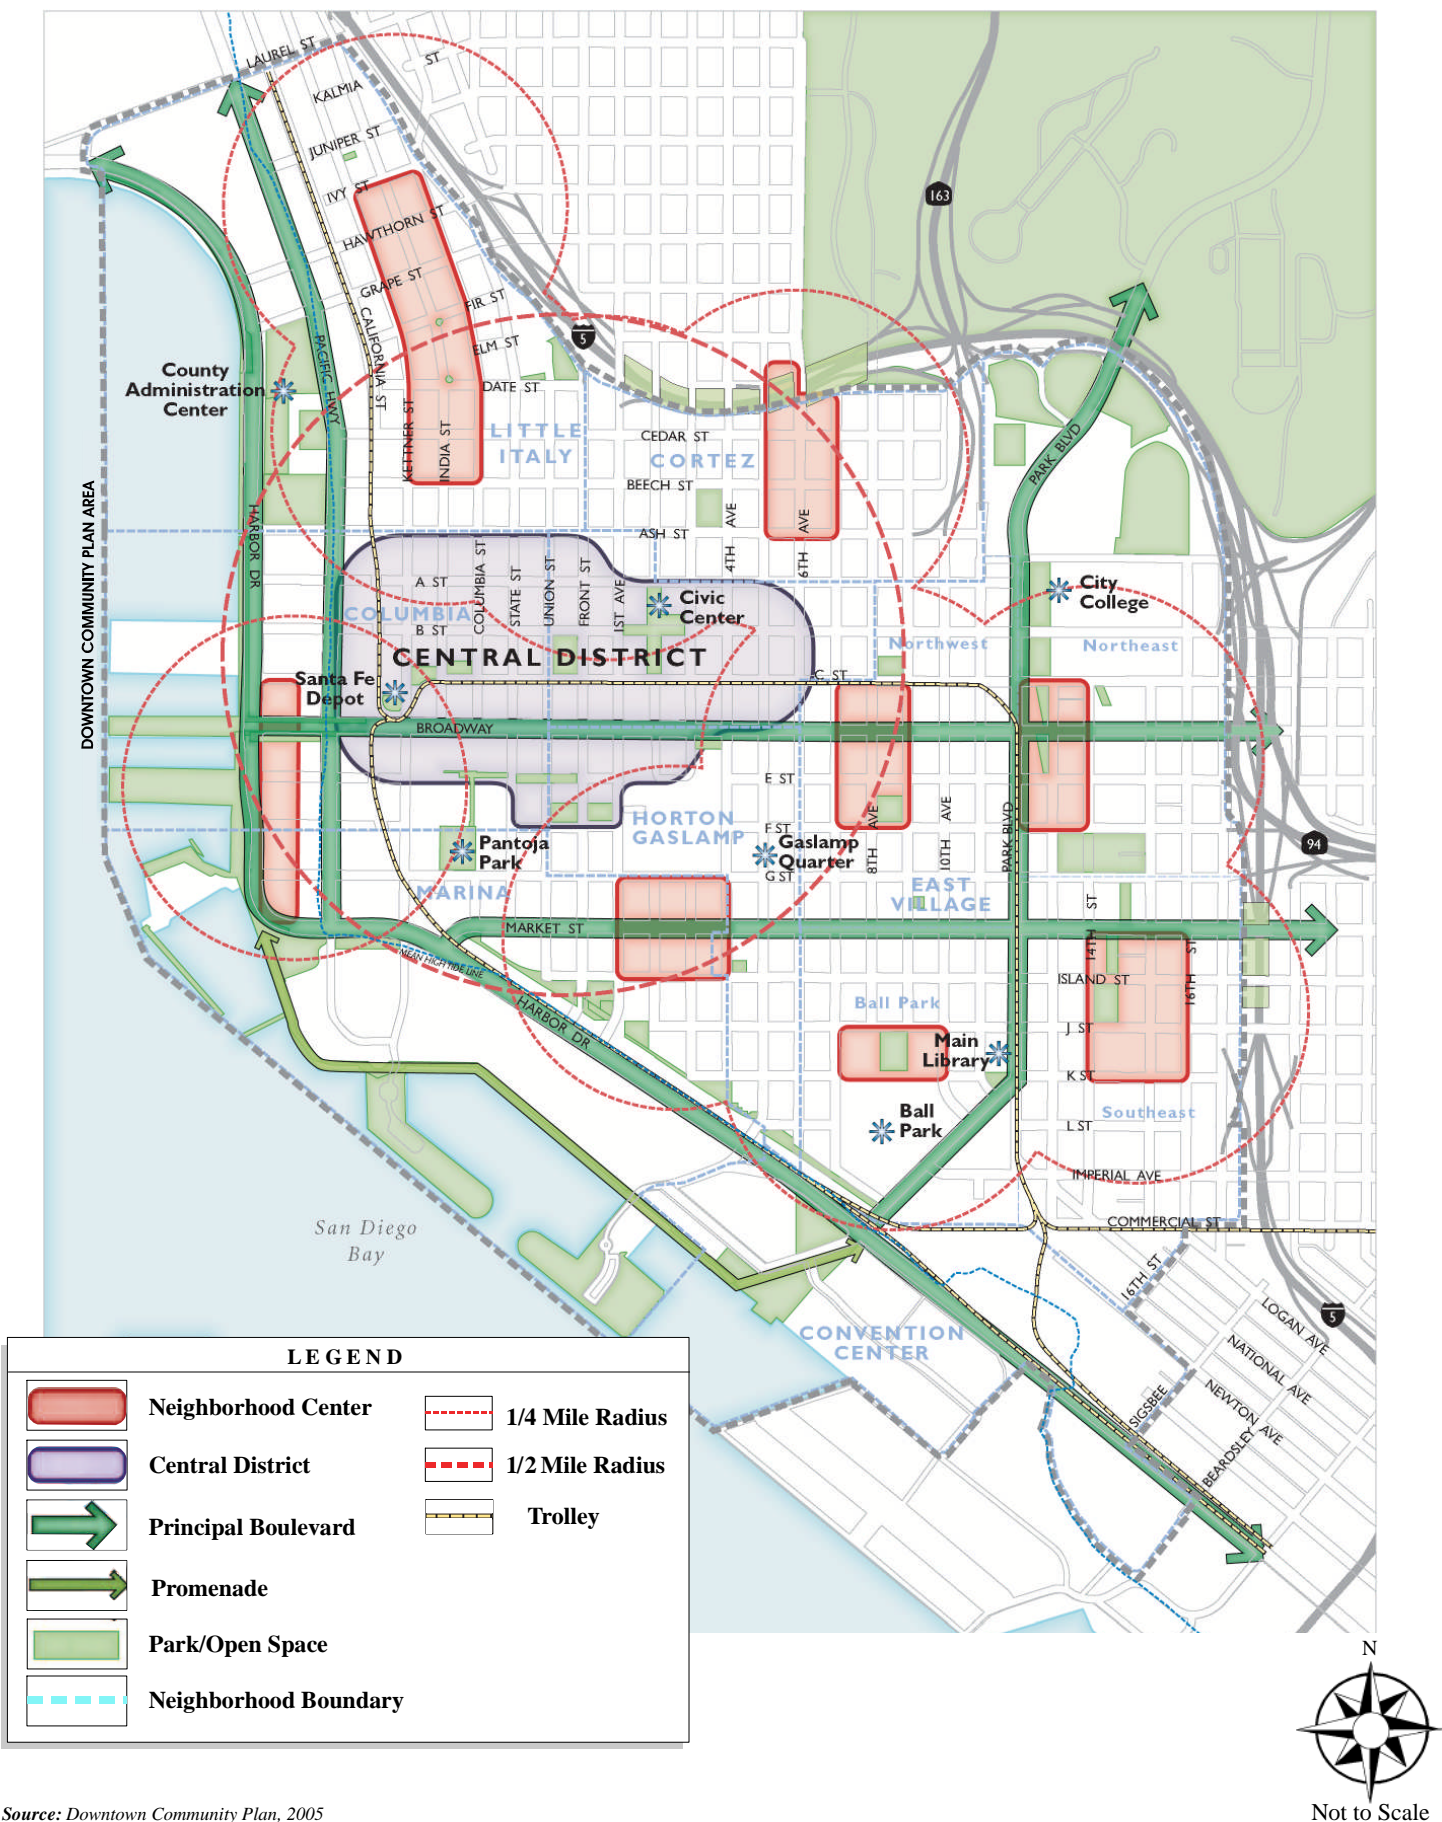 LAUREL ST
ST
KALMIA
JUNIPER ST
IVY ST
HAWTHORN ST
GRAPE ST
FIR ST
ELM ST
DATE ST
163
5
CALIFORNIA ST
PACIFIC HWY
KETTNER ST
INDIA ST
County
Administration
Center
LITTLE
ITALY
CEDAR ST
CORTEZ
BEECH ST
ASH ST
4TH AVE
6TH AVE
PARK BLVD
DOWNTOWN COMMUNITY PLAN AREA
HARBOR DR
A ST
COLUMBIA
B ST
COLUMBIA ST
STATE ST
UNION ST
FRONT ST
1ST AVE
Civic
Center
City
College
Northwest
Northeast
CENTRAL DISTRICT
Santa Fe
Depot
C ST
BROADWAY
E ST
HORTON
GASLAMP
F ST
Gaslamp
Quarter
G ST
8TH AVE
10TH AVE
PARK BLVD
94
Pantoja
Park
MARINA
EAST
VILLAGE
MARKET ST
14TH ST
16TH ST
MEAN HIGH TIDE LINE
HARBOR DR
ISLAND ST
Ball Park
J ST
Main
Library
K ST
Ball
Park
Southeast
L ST
IMPERIAL AVE
COMMERCIAL ST
San Diego
Bay
16TH ST
LOGAN AVE
5
NATIONAL AVE
NEWTON AVE
SIGSBEE
BEARDSLEY
CONVENTION
CENTER
LEGEND
Neighborhood Center
Central District
Principal Boulevard
Promenade
Park/Open Space
Neighborhood Boundary
1/4 Mile Radius
1/2 Mile Radius
Trolley
N
Not to Scale
Source: Downtown Community Plan, 2005